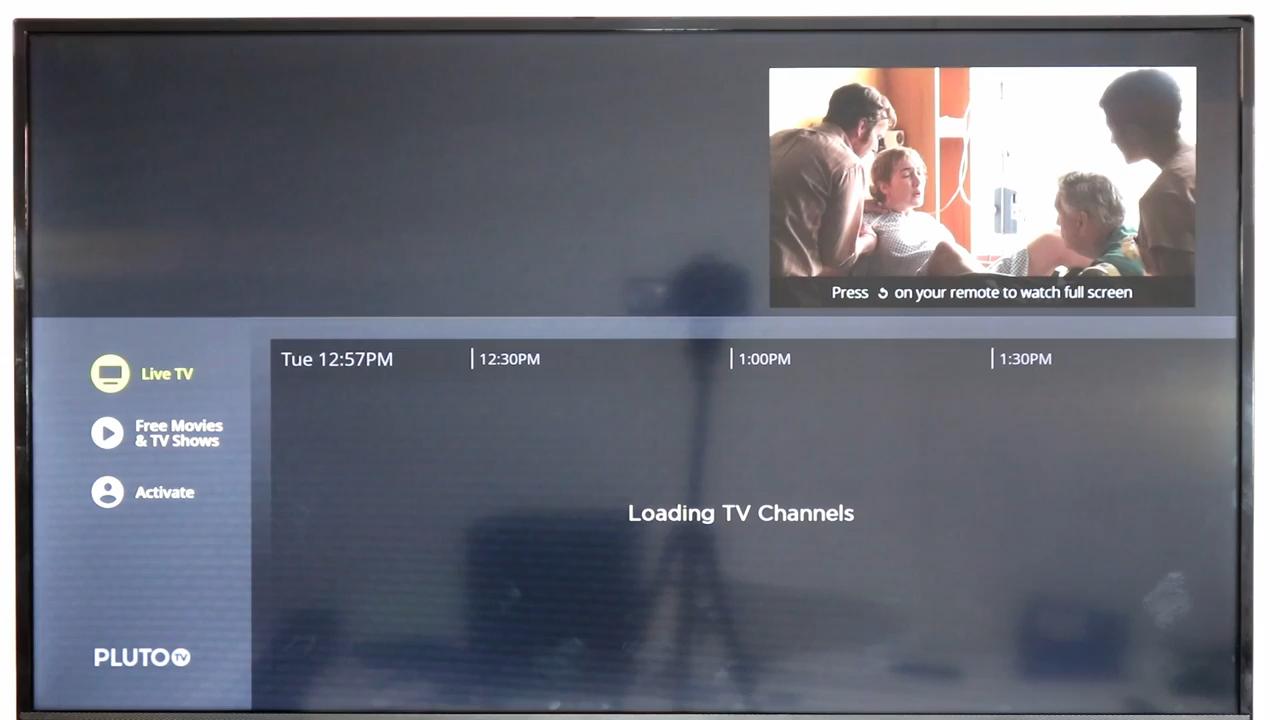 Press on your remote to watch full screen
Live TV
Free Movies
& TV Shows
Activate
PLUTO TV
Tue 12:57PM
12:30PM
1:00PM
1:30PM
Loading TV Channels